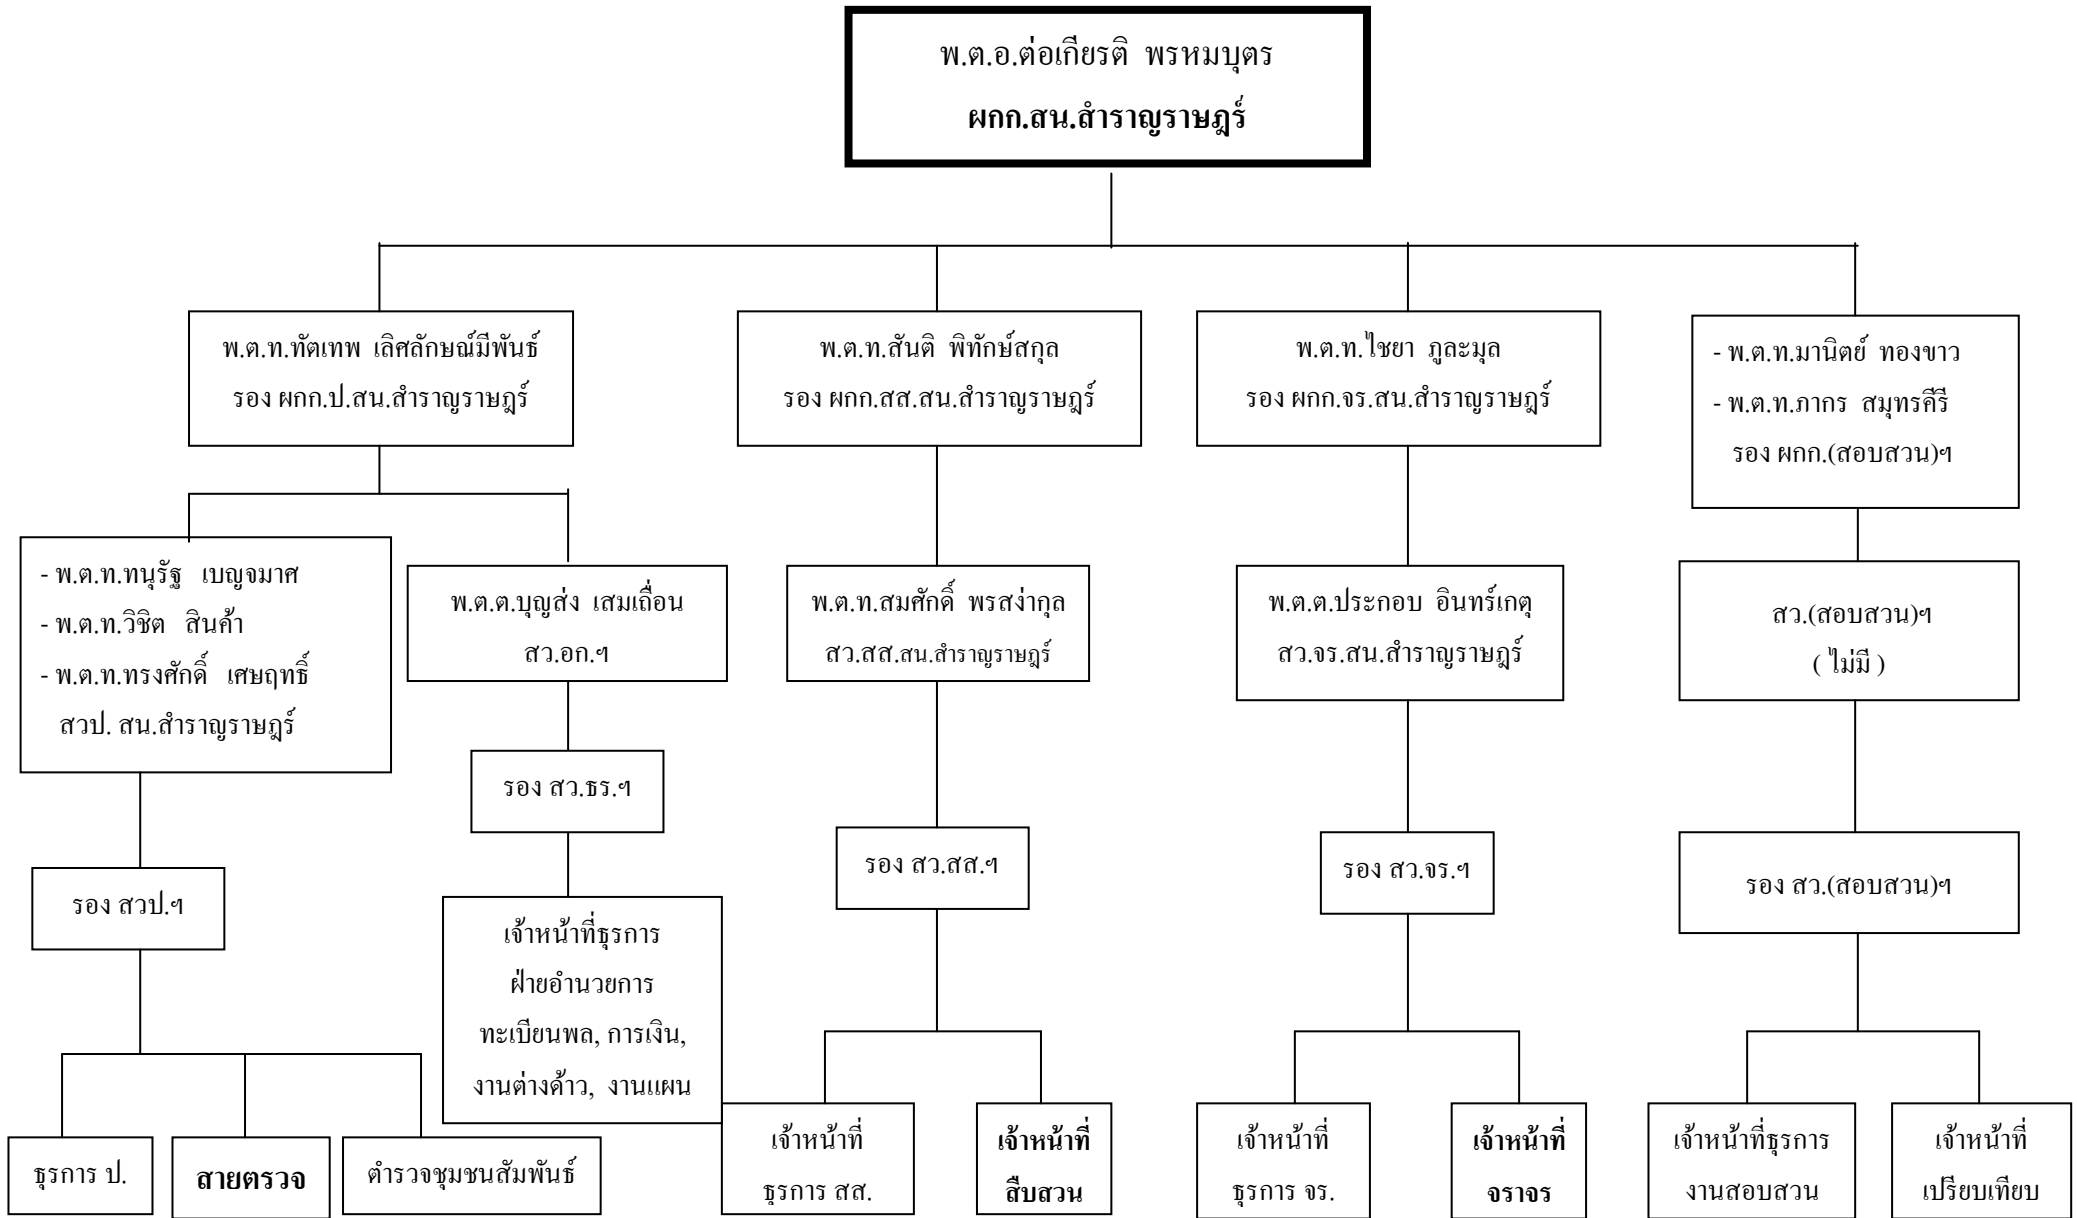 พ.ต.อ.ต่อเกียรติ พรหมบุตร
ผกก.สน.สำราญราษฎร์
พ.ต.ท.ทัตเทพ เลิศลักษณ์มีพันธ์
รอง ผกก.ป.สน.สำราญราษฎร์
พ.ต.ท.สันติ พิทักษ์สกุล
รอง ผกก.สส.สน.สำราญราษฎร์
พ.ต.ท.ไชยา ภูละมุล
รอง ผกก.จร.สน.สำราญราษฎร์
- พ.ต.ท.มานิตย์ ทองขาว
- พ.ต.ท.ภากร สมุทรคีรี
รอง ผกก.(สอบสวน)ฯ
- พ.ต.ท.ทนุรัฐ เบญจมาศ
- พ.ต.ท.วิชิต สินค้า
- พ.ต.ท.ทรงศักดิ์ เศษฤทธิ์
สวป. สน.สำราญราษฎร์
พ.ต.ต.บุญส่ง เสมเถื่อน
สว.อก.ฯ
พ.ต.ท.สมศักดิ์ พรสง่ากุล
สว.สส.สน.สำราญราษฎร์
พ.ต.ต.ประกอบ อินทร์เกตุ
สว.จร.สน.สำราญราษฎร์
สว.(สอบสวน)ฯ
( ไม่มี )
รอง สวป.ฯ
รอง สว.ธร.ฯ
รอง สว.สส.ฯ
รอง สว.จร.ฯ
รอง สว.(สอบสวน)ฯ
เจ้าหน้าที่ธุรการ
ฝ่ายอำนวยการ
ทะเบียนพล, การเงิน,
งานต่างด้าว, งานแผน
ธุรการ ป.
สายตรวจ
ตำรวจชุมชนสัมพันธ์
เจ้าหน้าที่
ธุรการ สส.
เจ้าหน้าที่
สืบสวน
เจ้าหน้าที่
ธุรการ จร.
เจ้าหน้าที่
จราจร
เจ้าหน้าที่ธุรการ
งานสอบสวน
เจ้าหน้าที่
เปรียบเทียบ